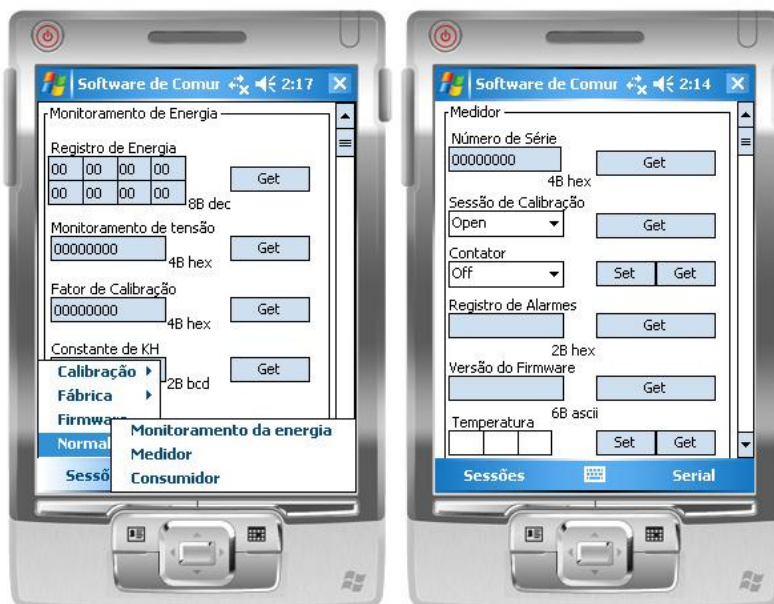 Software de Comur 2:17
Monitoramento de Energia
Registro de Energia
00 00 00 00
00 00 00 00
8B dec
Get
Monitoramento de tensão
00000000
4B hex
Get
Fator de Calibração
00000000
4B hex
Get
Constante de KH
2B bcd
Get
Calibração
Fábrica
Firmware
Normal
Monitoramento da energia
Medidor
Consumidor
Sessõ
Software de Comur 2:14
Medidor
Número de Série
00000000
Get
4B hex
Sessão de Calibração
Open
Get
Contator
Off
Set Get
Registro de Alarmes
Get
2B hex
Versão do Firmware
Get
6B ascii
Temperatura
Set Get
Sessões Serial